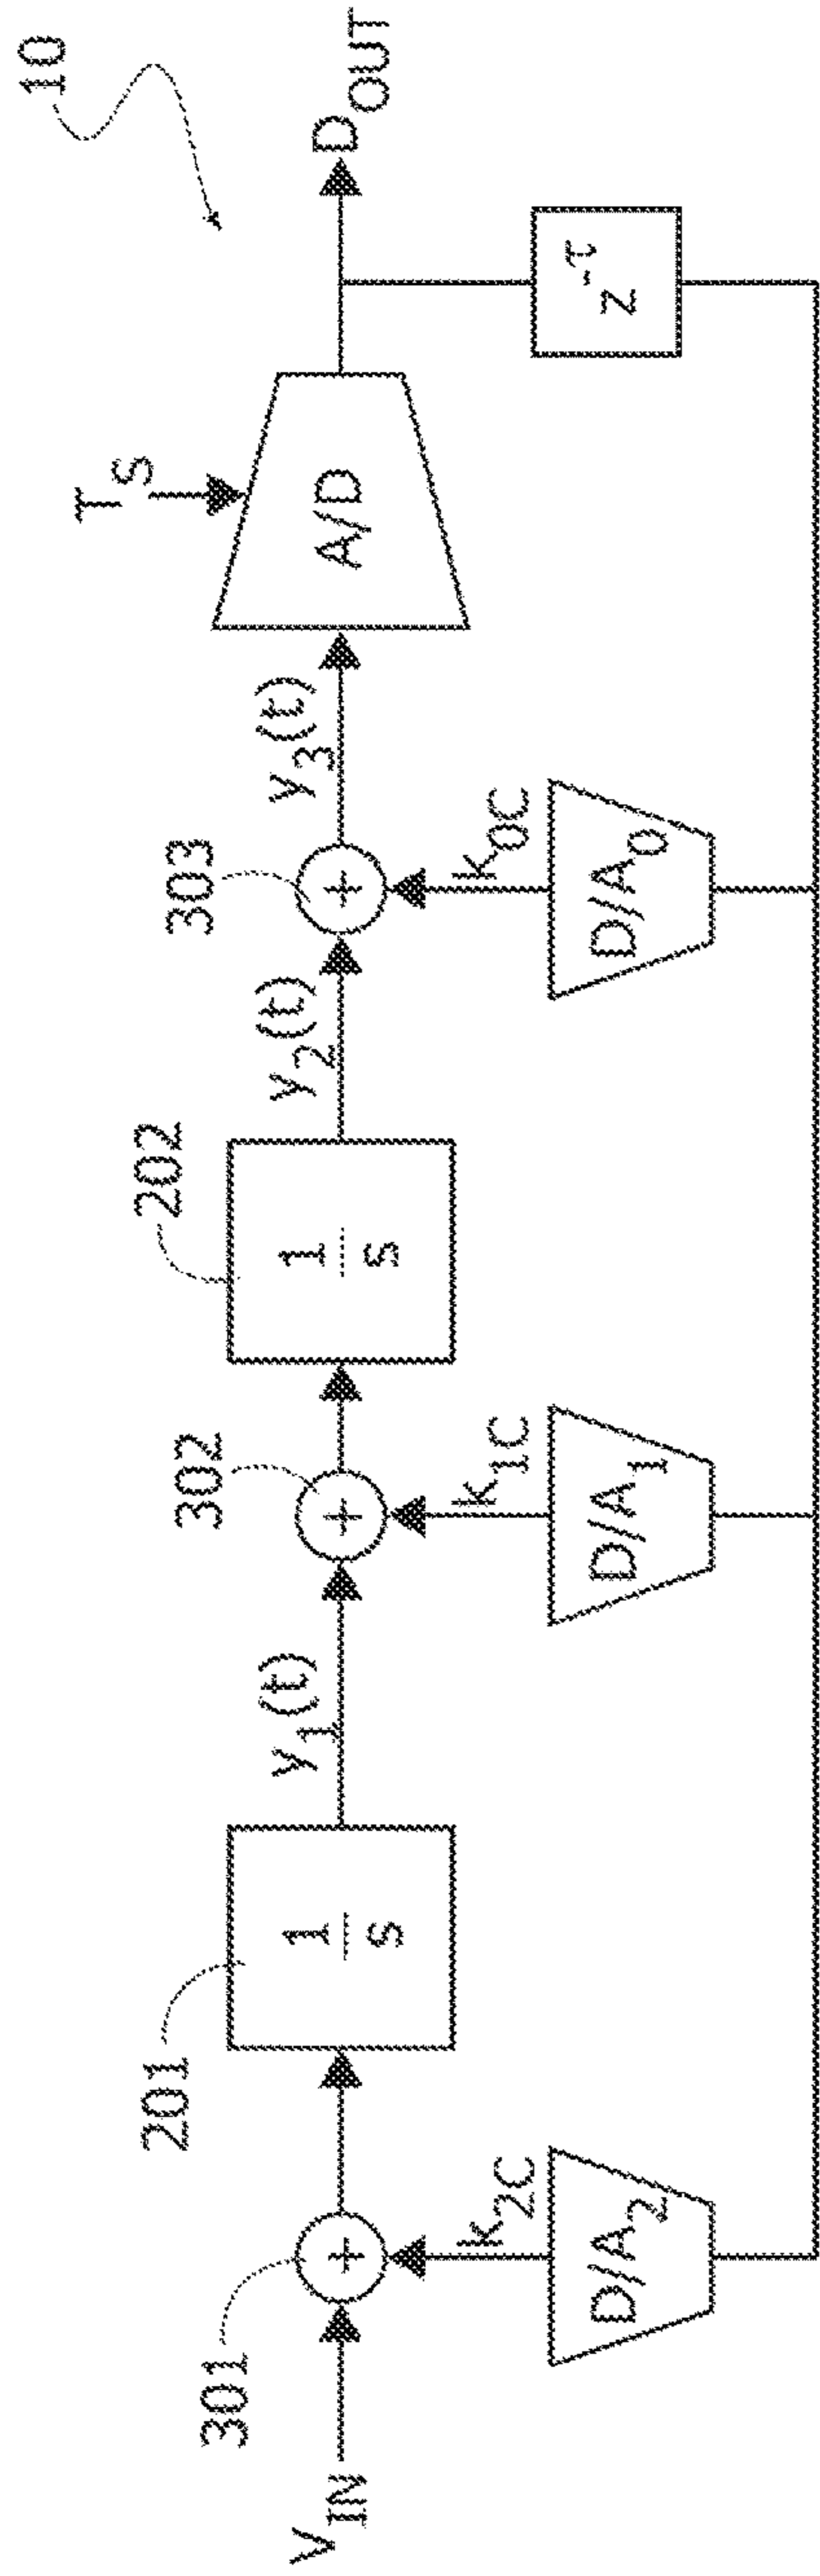 10
T_S
303
202
302
201
301
V_IN
1
s
y_1(t)
1
s
y_2(t)
y_3(t)
A/D
D_OUT
k_2C
k_1C
k_0C
z^-τ
D/A_2
D/A_1
D/A_0
+
+
+